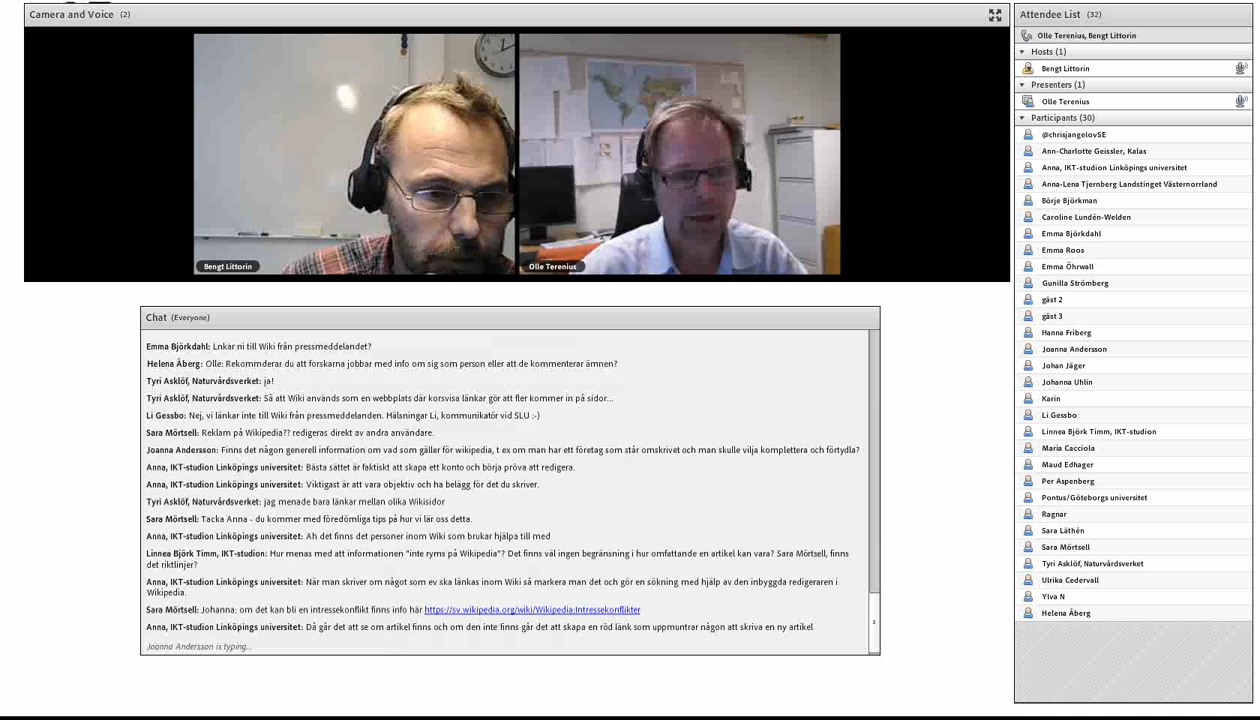 Camera and Voice (2)
Bengt Littorin
Olle Terenius
Chat (Everyone)
Emma Björkdahl: Lnkar ni till Wiki från pressmeddelandet?
Helena Åberg: Olle: Rekommderar du att forskarna jobbar med info om sig som person eller att de kommenterar ämnen?
Tyri Asklöf, Naturvårdsverket: ja!
Tyri Asklöf, Naturvårdsverket: Så att Wiki används som en webbplats där korsvisa länkar gör att fler kommer in på sidor...
Li Gessbo: Nej, vi länkar inte till Wiki från pressmeddelanden. Hälsningar Li, kommunikatör vid SLU :-)
Sara Mörtsell: Reklam på Wikipedia?? redigeras direkt av andra användare.
Joanna Andersson: Finns det någon generell information om vad som gäller för wikipedia, t ex om man har ett företag som står omskrivet och man skulle vilja komplettera och förtydla?
Anna, IKT-studion Linköpings universitet: Bästa sättet är faktiskt att skapa ett konto och börja pröva att redigera.
Anna, IKT-studion Linköpings universitet: Viktigast är att vara objektiv och ha belägg för det du skriver.
Tyri Asklöf, Naturvårdsverket: jag menade bara länkar mellan olika Wikisidor
Sara Mörtsell: Tacka Anna - du kommer med föredömliga tips på hur vi lär oss detta.
Anna, IKT-studion Linköpings universitet: Ah det finns det personer inom Wiki som brukar hjälpa till med
Linnea Björk Timm, IKT-studion: Hur menas med att informationen "inte ryms på Wikipedia"? Det finns väl ingen begränsning i hur omfattande en artikel kan vara? Sara Mörtsell, finns
det riktlinjer?
Anna, IKT-studion Linköpings universitet: När man skriver om något som ev ska länkas inom Wiki så markera man det och gör en sökning med hjälp av den inbyggda redigeraren i
Wikipedia.
Sara Mörtsell: Johanna: om det kan bli en intressekonflikt finns info här https://sv.wikipedia.org/wiki/Wikipedia:Intressekonflikter
Anna, IKT-studion Linköpings universitet: Då går det att se om artikel finns och om den inte finns går det att skapa en röd länk som uppmuntrar någon att skriva en ny artikel
Joanna Andersson is typing...
Attendee List (32)
Olle Terenius, Bengt Littorin
Hosts (1)
Bengt Littorin
Presenters (1)
Olle Terenius
Participants (30)
@chrisjangelovSE
Ann-Charlotte Geissler, Kalas
Anna, IKT-studion Linköpings universitet
Anna-Lena Tjernberg Landstinget Västernorrland
Börje Björkman
Caroline Lundén-Welden
Emma Björkdahl
Emma Roos
Emma Öhrwall
Gunilla Strömberg
gäst 2
gäst 3
Hanna Friberg
Joanna Andersson
Johan Jäger
Johanna Uhlin
Karin
Li Gessbo
Linnea Björk Timm, IKT-studion
Maria Cacciola
Maud Edhager
Per Aspenberg
Pontus/Göteborgs universitet
Ragnar
Sara Láthén
Sara Mörtsell
Tyri Asklöf, Naturvårdsverket
Ulrika Cedervall
Ylva N
Helena Åberg